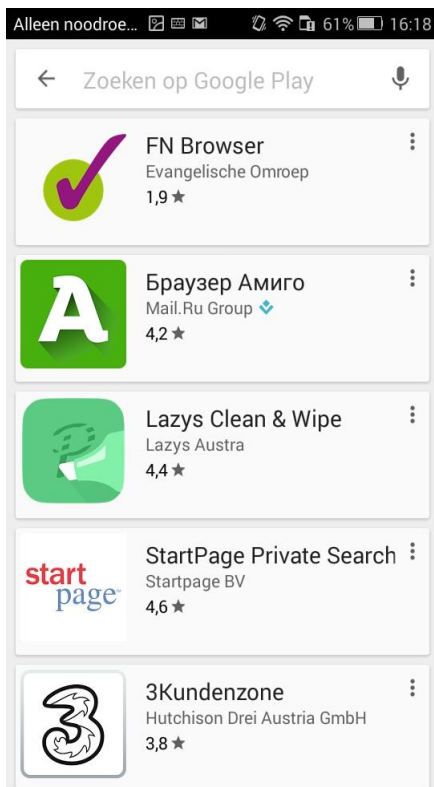 Alleen noodroe... 61% 16:18
Zoeken op Google Play
FN Browser
Evangelische Omroep
1,9
Браузер Амиго
Mail.Ru Group
4,2
Lazys Clean & Wipe
Lazys Austra
4,4
start
page
StartPage Private Search
Startpage BV
4,6
3
3Kundenzone
Hutchison Drei Austria GmbH
3,8